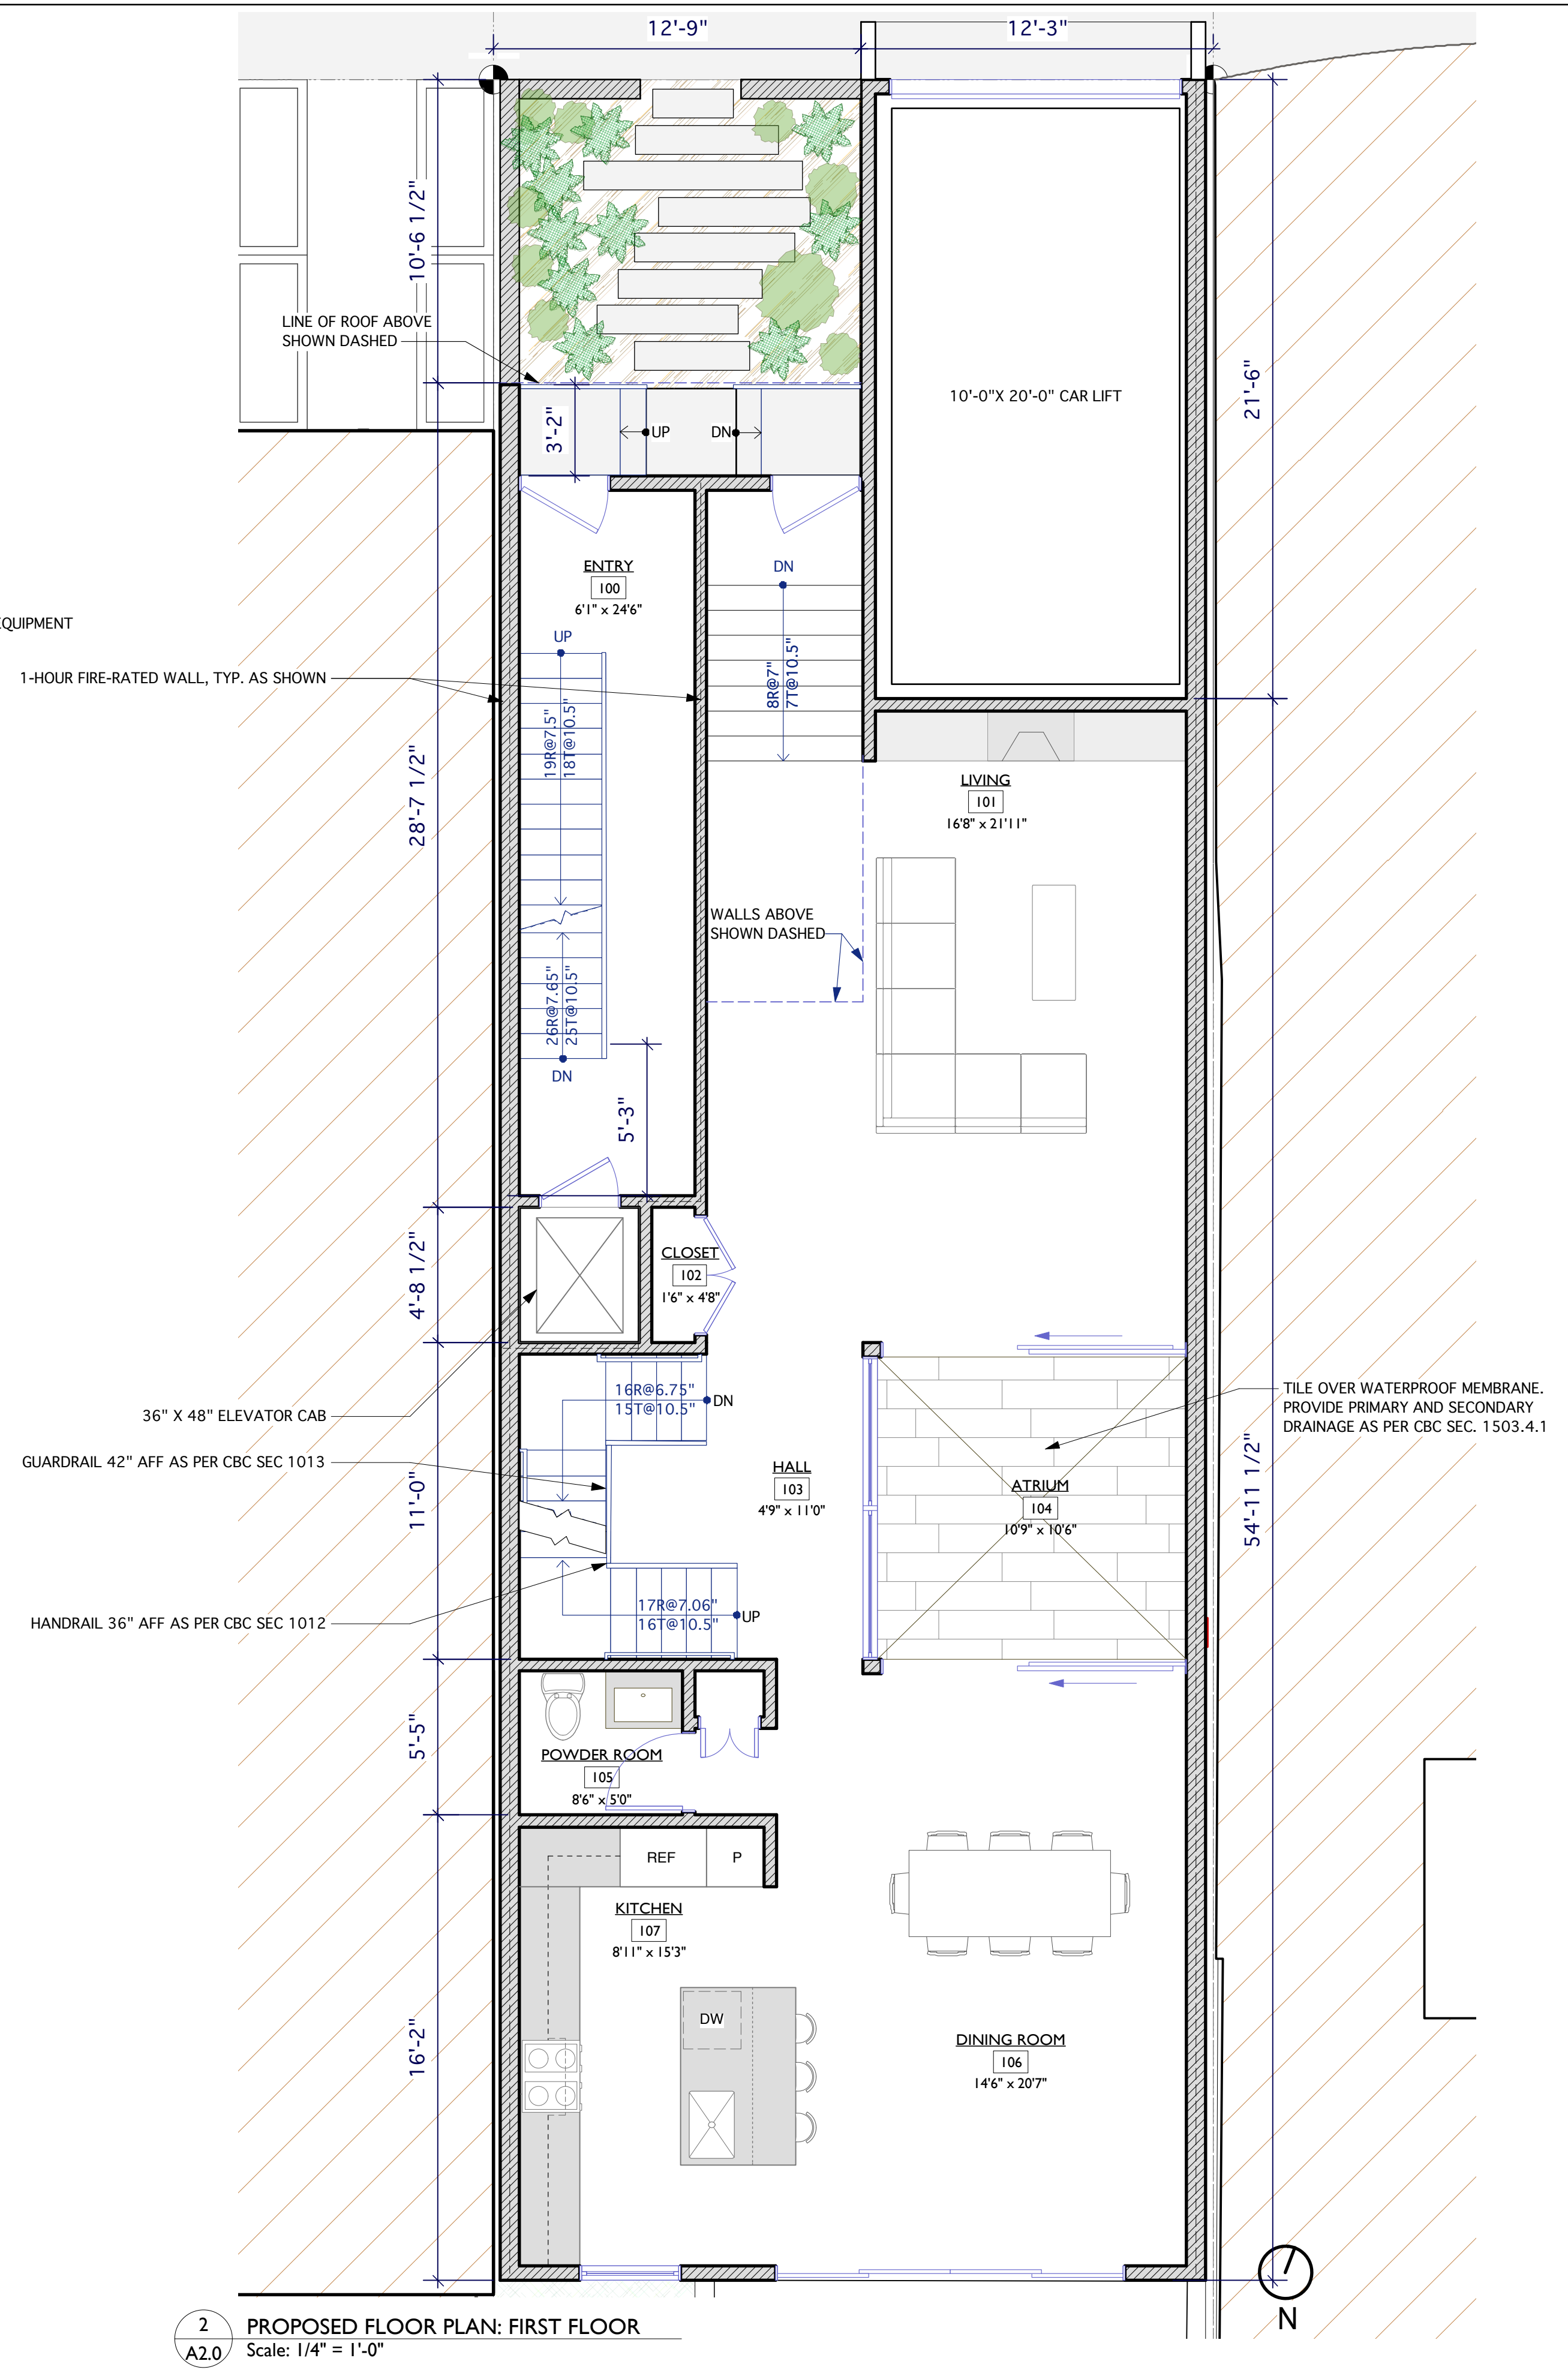 12'-9"
12'-3"
10'-6 1/2"
LINE OF ROOF ABOVE
SHOWN DASHED
3'-2"
UP
DN
10'-0"X 20'-0" CAR LIFT
21'-6"
ENTRY
100
6'1" x 24'6"
DN
EQUIPMENT
UP
1-HOUR FIRE-RATED WALL, TYP. AS SHOWN
8R@7"
7T@10.5"
19R@7.5"
18T@10.5"
28'-7 1/2"
LIVING
101
16'8" x 21'11"
WALLS ABOVE
SHOWN DASHED
26R@7.65"
25T@10.5"
DN
5'-3"
4'-8 1/2"
CLOSET
102
1'6" x 4'8"
16R@6.75"
15T@10.5"
DN
36" X 48" ELEVATOR CAB
TILE OVER WATERPROOF MEMBRANE.
PROVIDE PRIMARY AND SECONDARY
DRAINAGE AS PER CBC SEC. 1503.4.1
GUARDRAIL 42" AFF AS PER CBC SEC 1013
11'-0"
HALL
103
4'9" x 11'0"
ATRIUM
104
10'9" x 10'6"
54'-11 1/2"
HANDRAIL 36" AFF AS PER CBC SEC 1012
17R@7.06"
16T@10.5"
UP
5'-5"
POWDER ROOM
105
8'6" x 5'0"
REF
P
KITCHEN
107
8'11" x 15'3"
DW
16'-2"
DINING ROOM
106
14'6" x 20'7"
N
2
A2.0
PROPOSED FLOOR PLAN: FIRST FLOOR
Scale: 1/4" = 1'-0"